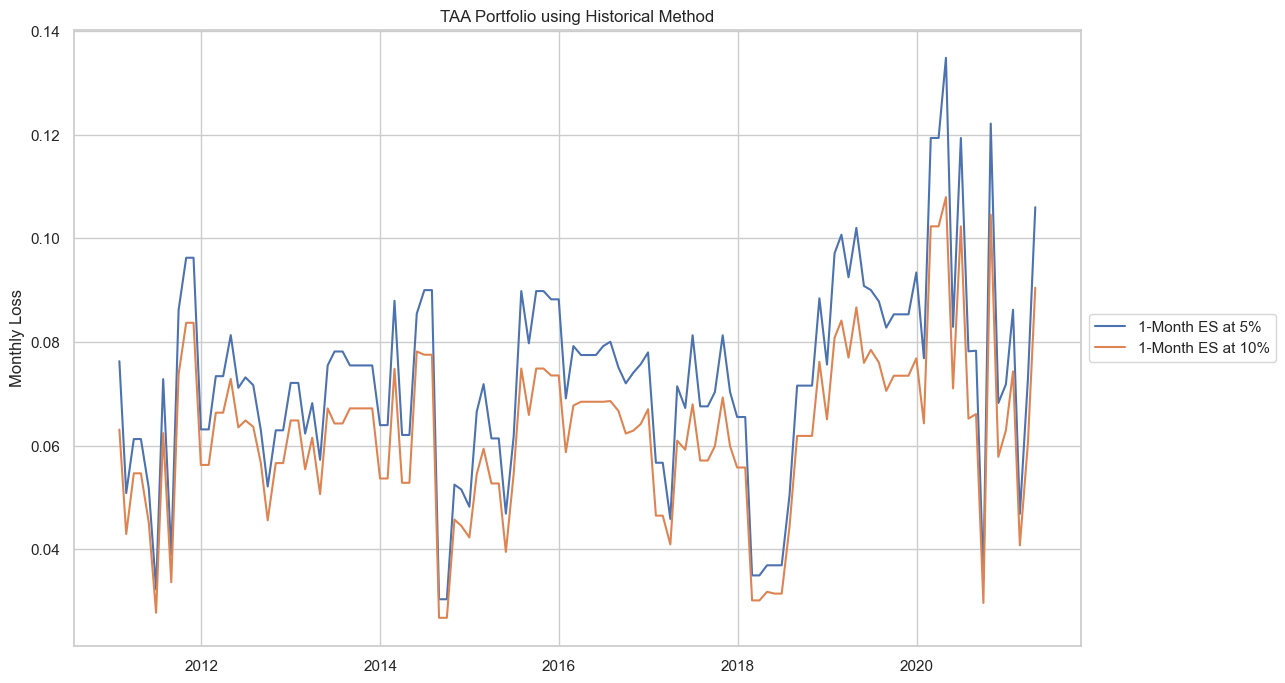 TAA Portfolio using Historical Method
Monthly Loss
0.14
0.12
0.10
0.08
0.06
0.04
2012
2014
2016
2018
2020
1-Month ES at 5%
1-Month ES at 10%